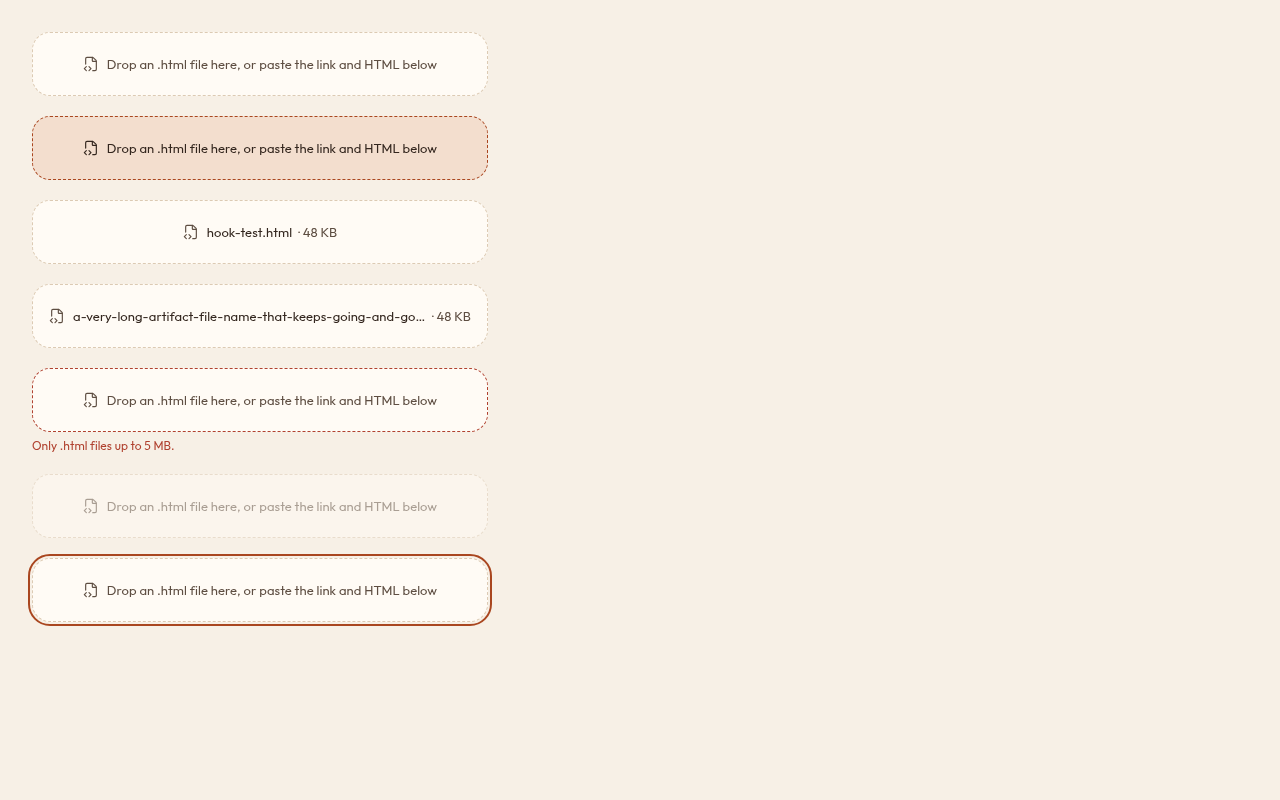 Drop an .html file here, or paste the link and HTML below
Drop an .html file here, or paste the link and HTML below
hook-test.html · 48 KB
a-very-long-artifact-file-name-that-keeps-going-and-go... · 48 KB
Drop an .html file here, or paste the link and HTML below
Only .html files up to 5 MB.
Drop an .html file here, or paste the link and HTML below
Drop an .html file here, or paste the link and HTML below